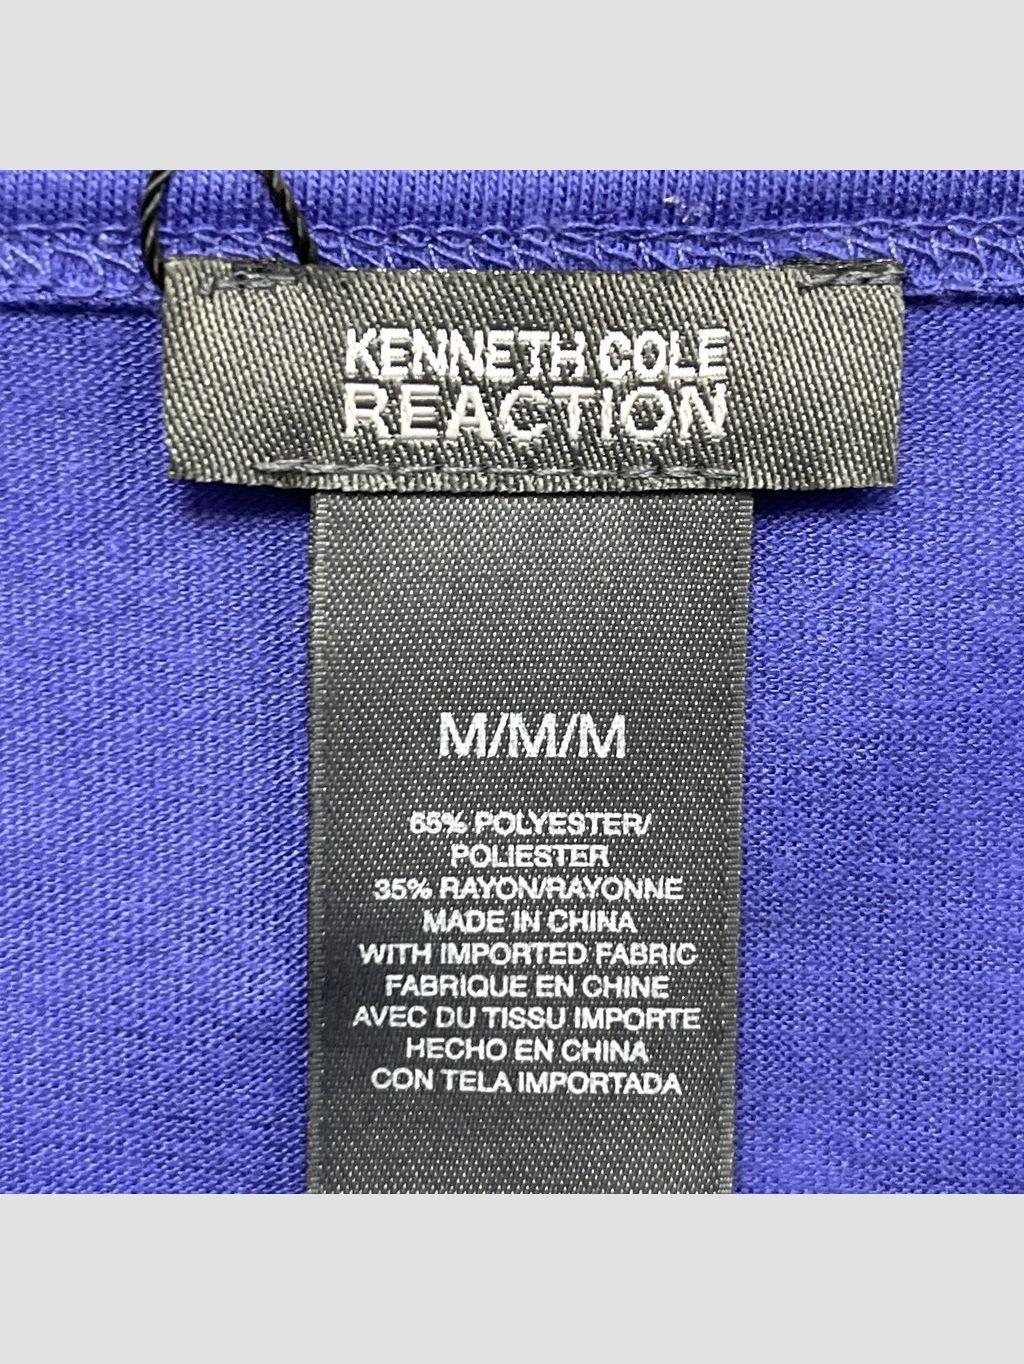 KENNETH COLE
REACTION
M/M/M
65% POLYESTER/
POLIESTER
35% RAYON/RAYONNE
MADE IN CHINA
WITH IMPORTED FABRIC
FABRIQUE EN CHINE
AVEC DU TISSU IMPORTE
HECHO EN CHINA
CON TELA IMPORTADA